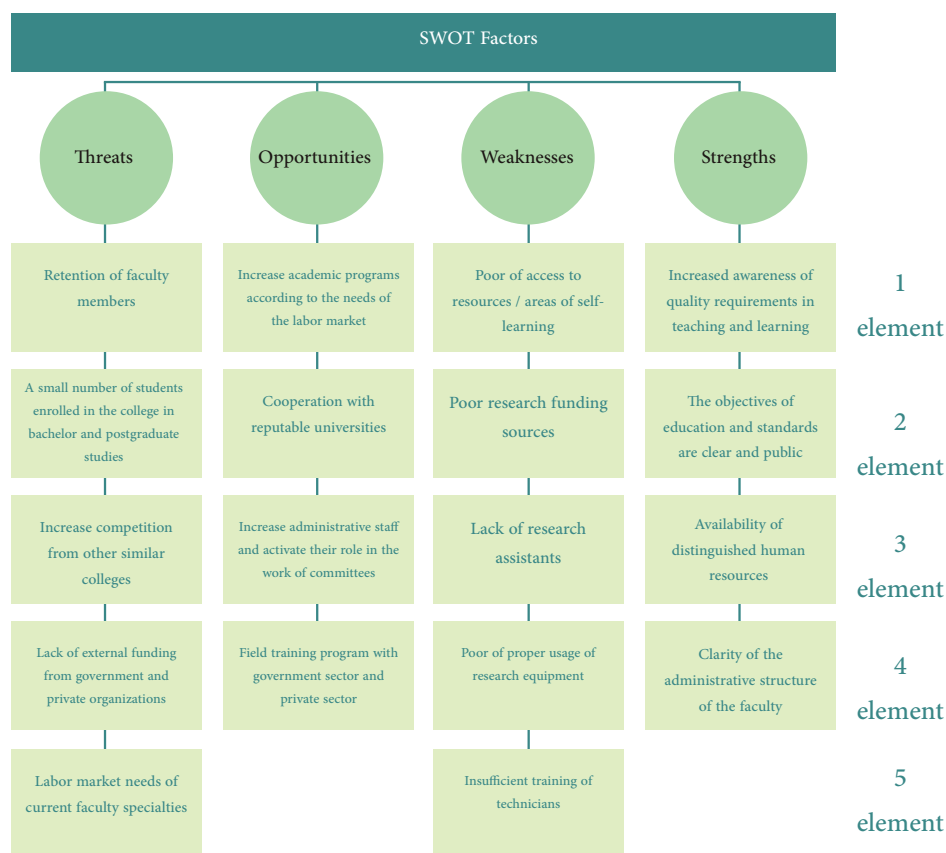 SWOT Factors
Threats
Opportunities
Weaknesses
Strengths
Retention of faculty
members
Increase academic programs
according to the needs of
the labor market
Poor of access to
resources / areas of self-
learning
Increased awareness of
quality requirements in
teaching and learning
1
element
A small number of students
enrolled in the college in
bachelor and postgraduate
studies
Cooperation with
reputable universities
Poor research funding
sources
The objectives of
education and standards
are clear and public
2
element
Increase competition
from other similar
colleges
Increase administrative staff
and activate their role in the
work of committees
Lack of research
assistants
Availability of
distinguished human
resources
3
element
Lack of external funding
from government and
private organizations
Field training program with
government sector and
private sector
Poor of proper usage of
research equipment
Clarity of the
administrative structure
of the faculty
4
element
Labor market needs of
current faculty specialties
Insufficient training of
technicians
5
element